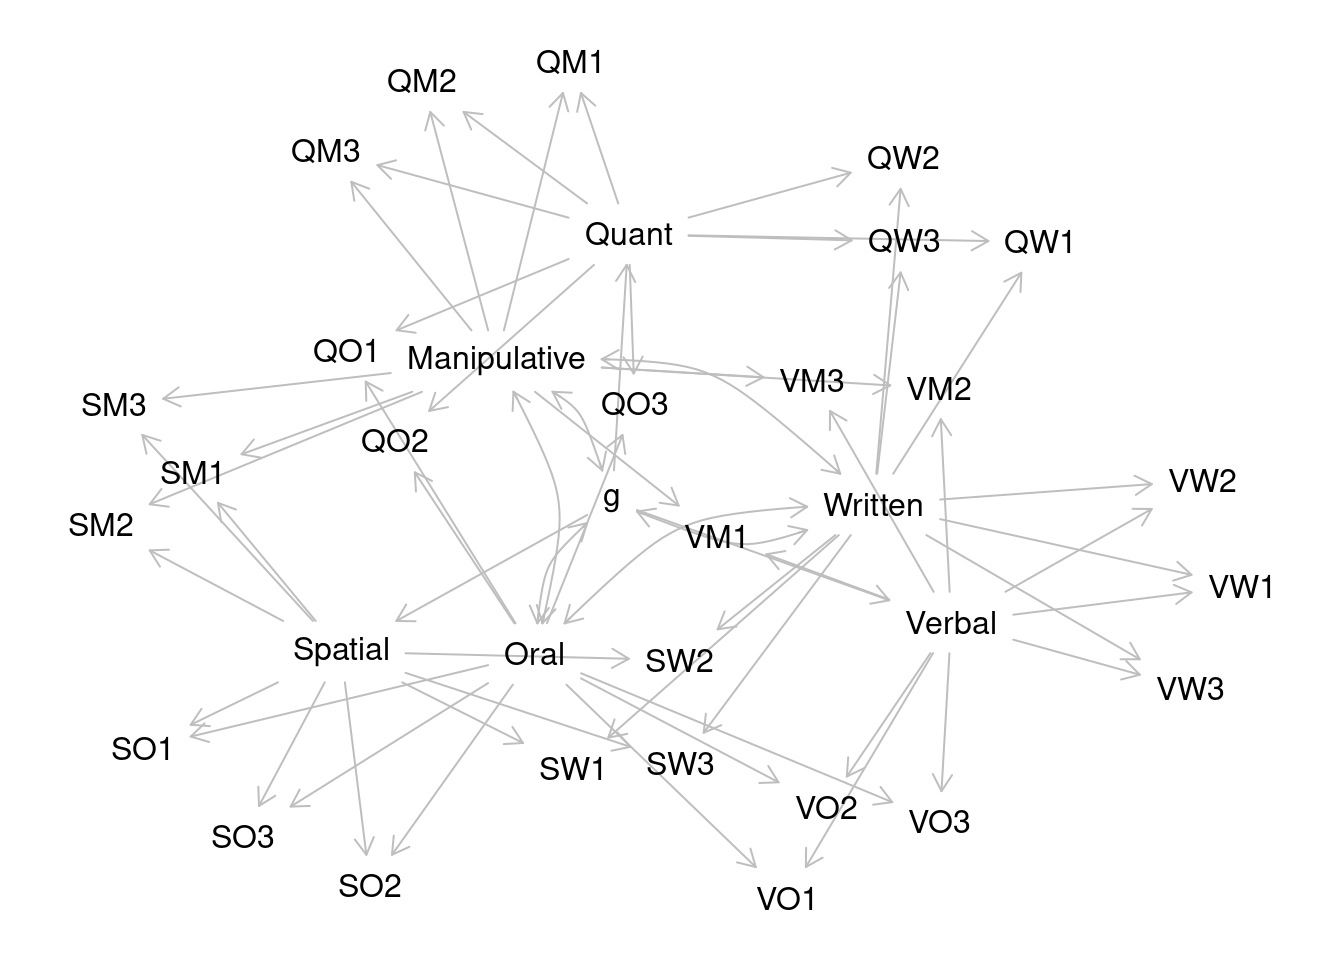 QM1
QM2
QM3
QW2
Quant
QW3
QW1
QO1
Manipulative
VM3
VM2
SM3
QO3
QO2
SM1
g
VW2
Written
SM2
VM1
VW1
Verbal
Spatial
Oral
SW2
VW3
SO1
SW1
SW3
VO2
VO3
SO3
SO2
VO1